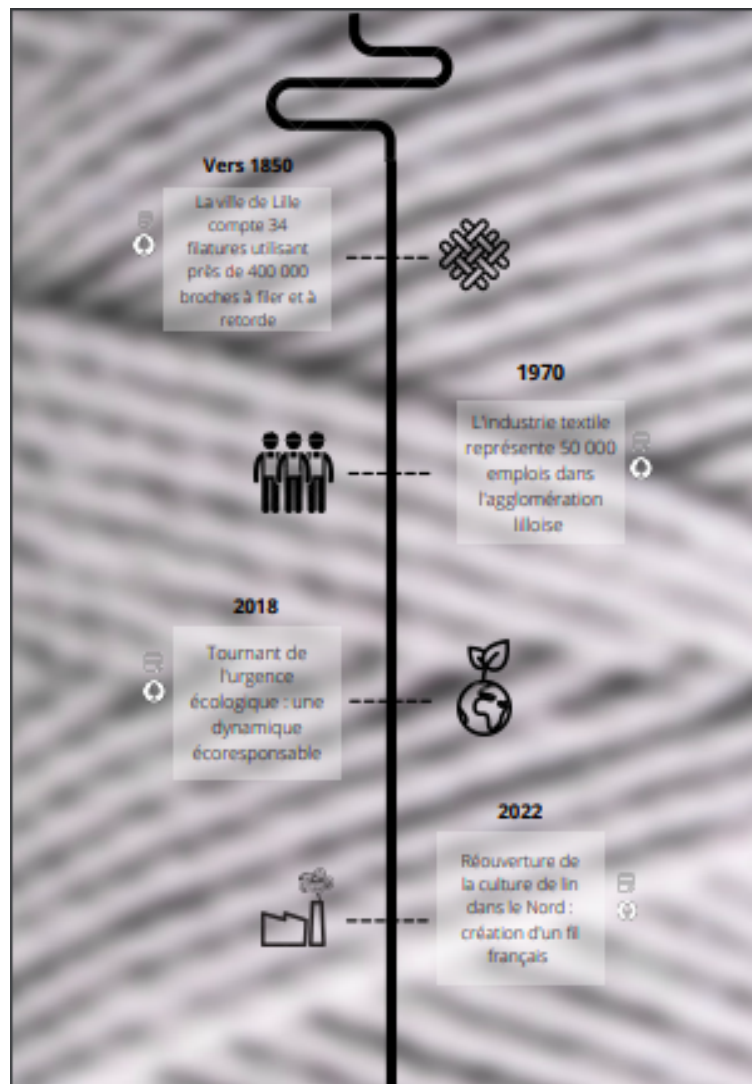 Vers 1850
La ville de Lille
compte 34
filatures utilisant
près de 400 000
broches à filer et à
retorde
1970
L'industrie textile
représente 50 000
emplois dans
l'agglomération
lilloise
2018
Tournant de
l'urgence
écologique : une
dynamique
écoresponsable
2022
Réouverture de
la culture de lin
dans le Nord :
création d'un fil
français